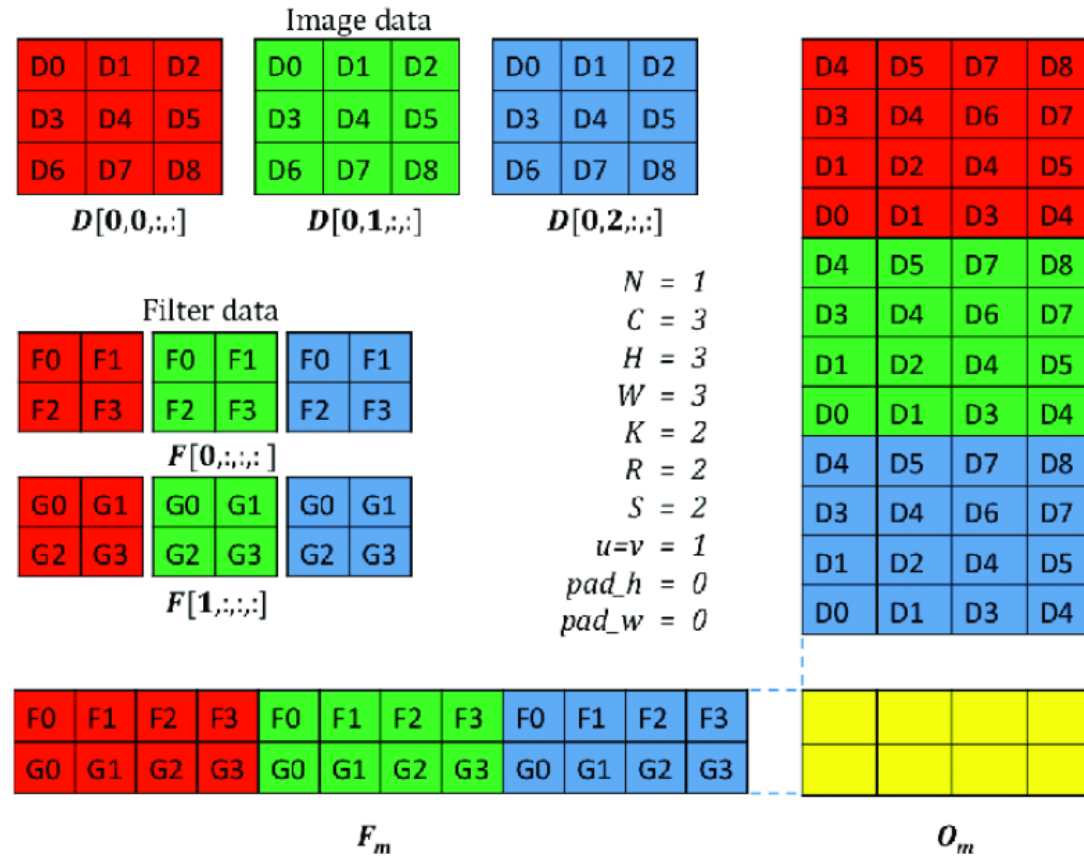 Image data
D0 D1 D2
D3 D4 D5
D6 D7 D8
D[0,0,:,:]
D0 D1 D2
D3 D4 D5
D6 D7 D8
D[0,1,:,:]
D0 D1 D2
D3 D4 D5
D6 D7 D8
D[0,2,:,:]
Filter data
F0 F1 F0 F1 F0 F1
F2 F3 F2 F3 F2 F3
F[0,:,:,: ]
G0 G1 G0 G1 G0 G1
G2 G3 G2 G3 G2 G3
F[1,:,:,:]
N = 1
C = 3
H = 3
W = 3
K = 2
R = 2
S = 2
u=v = 1
pad_h = 0
pad_w = 0
D4 D5 D7 D8
D3 D4 D6 D7
D1 D2 D4 D5
D0 D1 D3 D4
D4 D5 D7 D8
D3 D4 D6 D7
D1 D2 D4 D5
D0 D1 D3 D4
D4 D5 D7 D8
D3 D4 D6 D7
D1 D2 D4 D5
D0 D1 D3 D4
F0 F1 F2 F3 F0 F1 F2 F3 F0 F1 F2 F3
G0 G1 G2 G3 G0 G1 G2 G3 G0 G1 G2 G3
Fm
Om